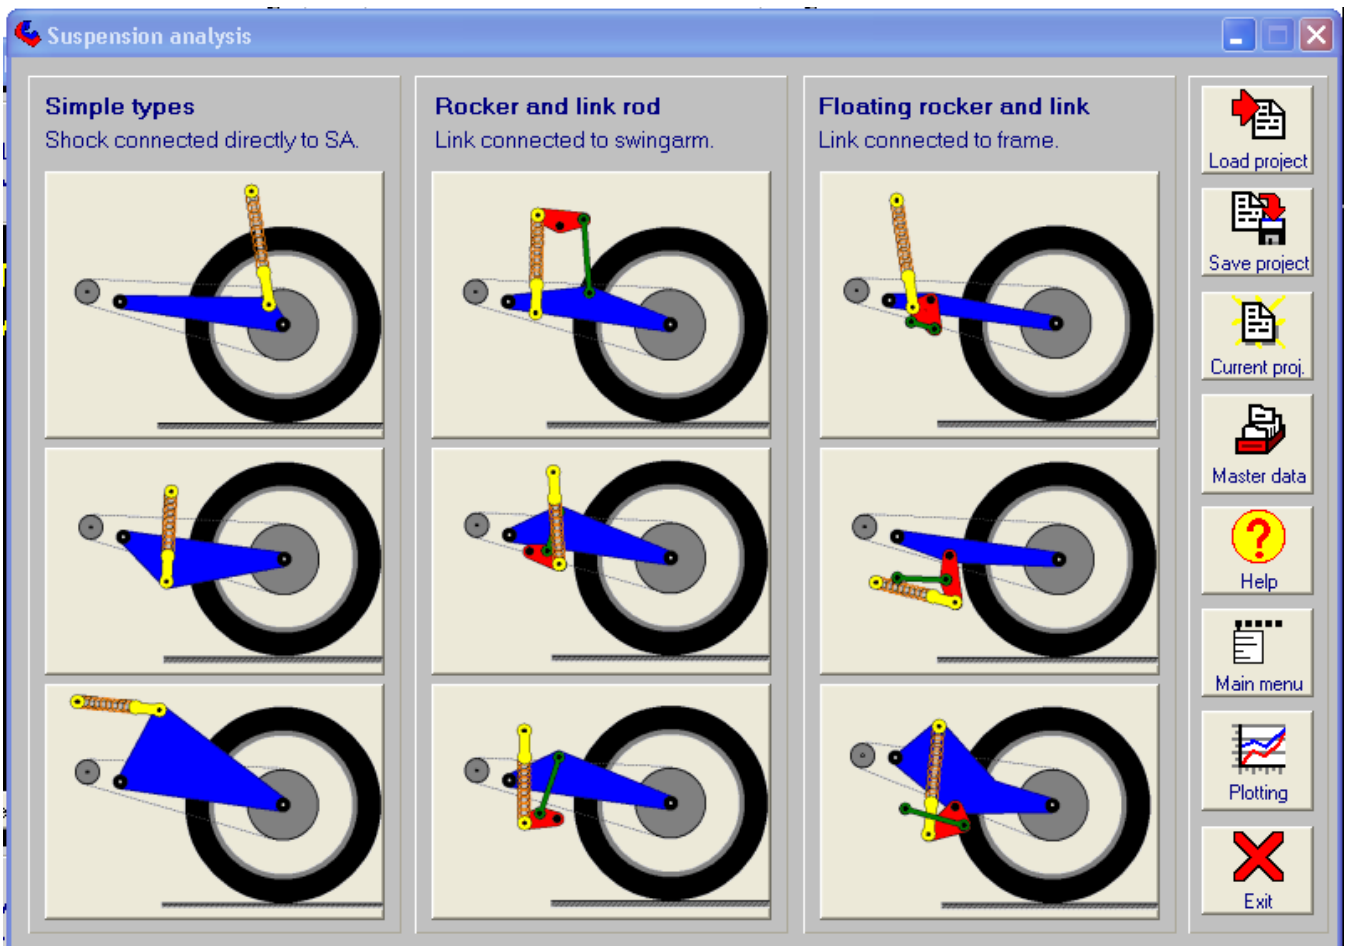 Suspension analysis
Simple types
Shock connected directly to SA.
Rocker and link rod
Link connected to swingarm.
Floating rocker and link
Link connected to frame.
Load project
Save project
Current proj.
Master data
?
Help
Main menu
Plotting
Exit